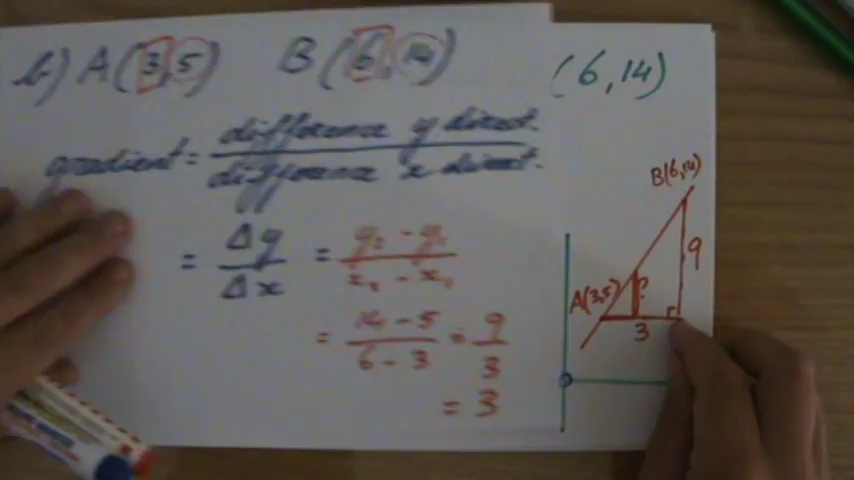 b) A(3,5) B(6,14)
(6,14)
gradient = difference y direct. / difference x direct.
= Δy / Δx = y₂ - y₁ / x₂ - x₁
= 14 - 5 / 6 - 3 = 9 / 3
= 3
B(6,14)
9
A(3,5) ?
3